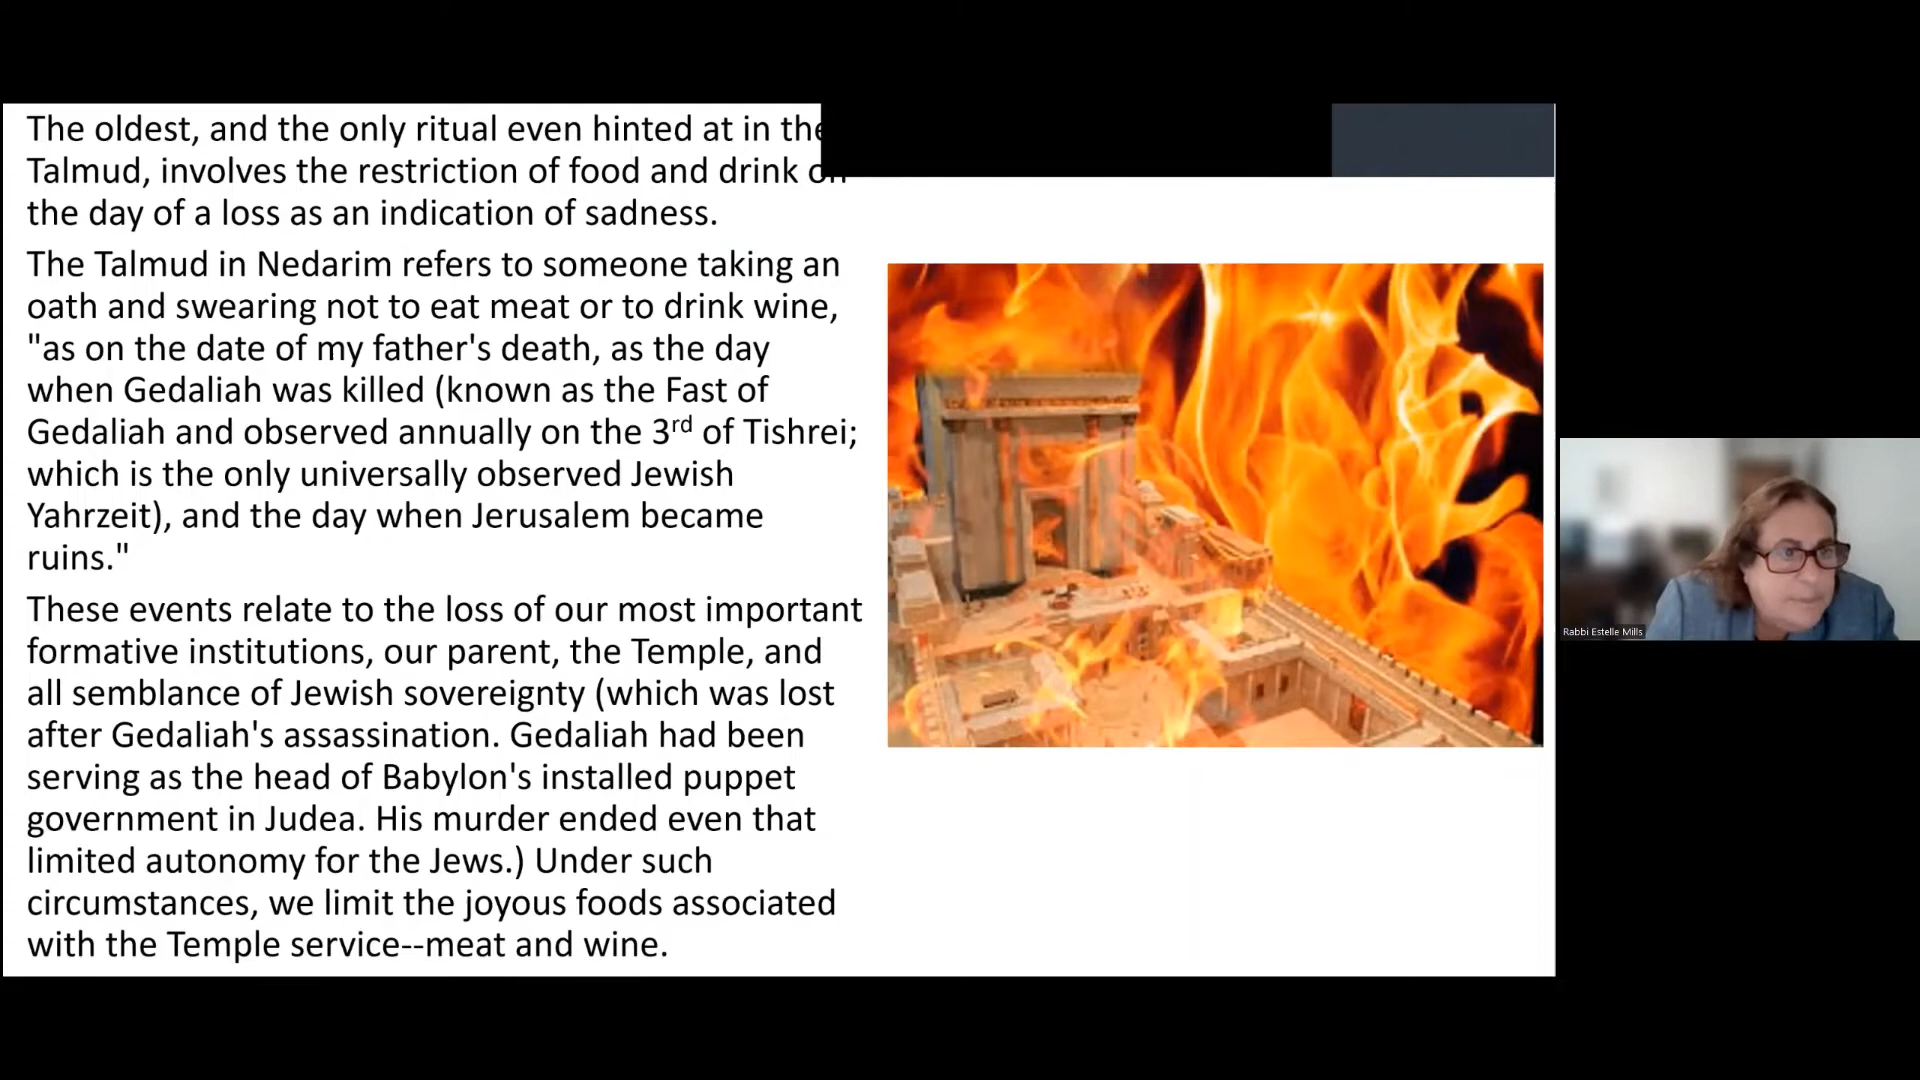 The oldest, and the only ritual even hinted at in the
Talmud, involves the restriction of food and drink on
the day of a loss as an indication of sadness.
The Talmud in Nedarim refers to someone taking an
oath and swearing not to eat meat or to drink wine,
"as on the date of my father's death, as the day
when Gedaliah was killed (known as the Fast of
Gedaliah and observed annually on the 3rd of Tishrei;
which is the only universally observed Jewish
Yahrzeit), and the day when Jerusalem became
ruins."
These events relate to the loss of our most important
formative institutions, our parent, the Temple, and
all semblance of Jewish sovereignty (which was lost
after Gedaliah's assassination. Gedaliah had been
serving as the head of Babylon's installed puppet
government in Judea. His murder ended even that
limited autonomy for the Jews.) Under such
circumstances, we limit the joyous foods associated
with the Temple service--meat and wine.
Rabbi Estelle Mills